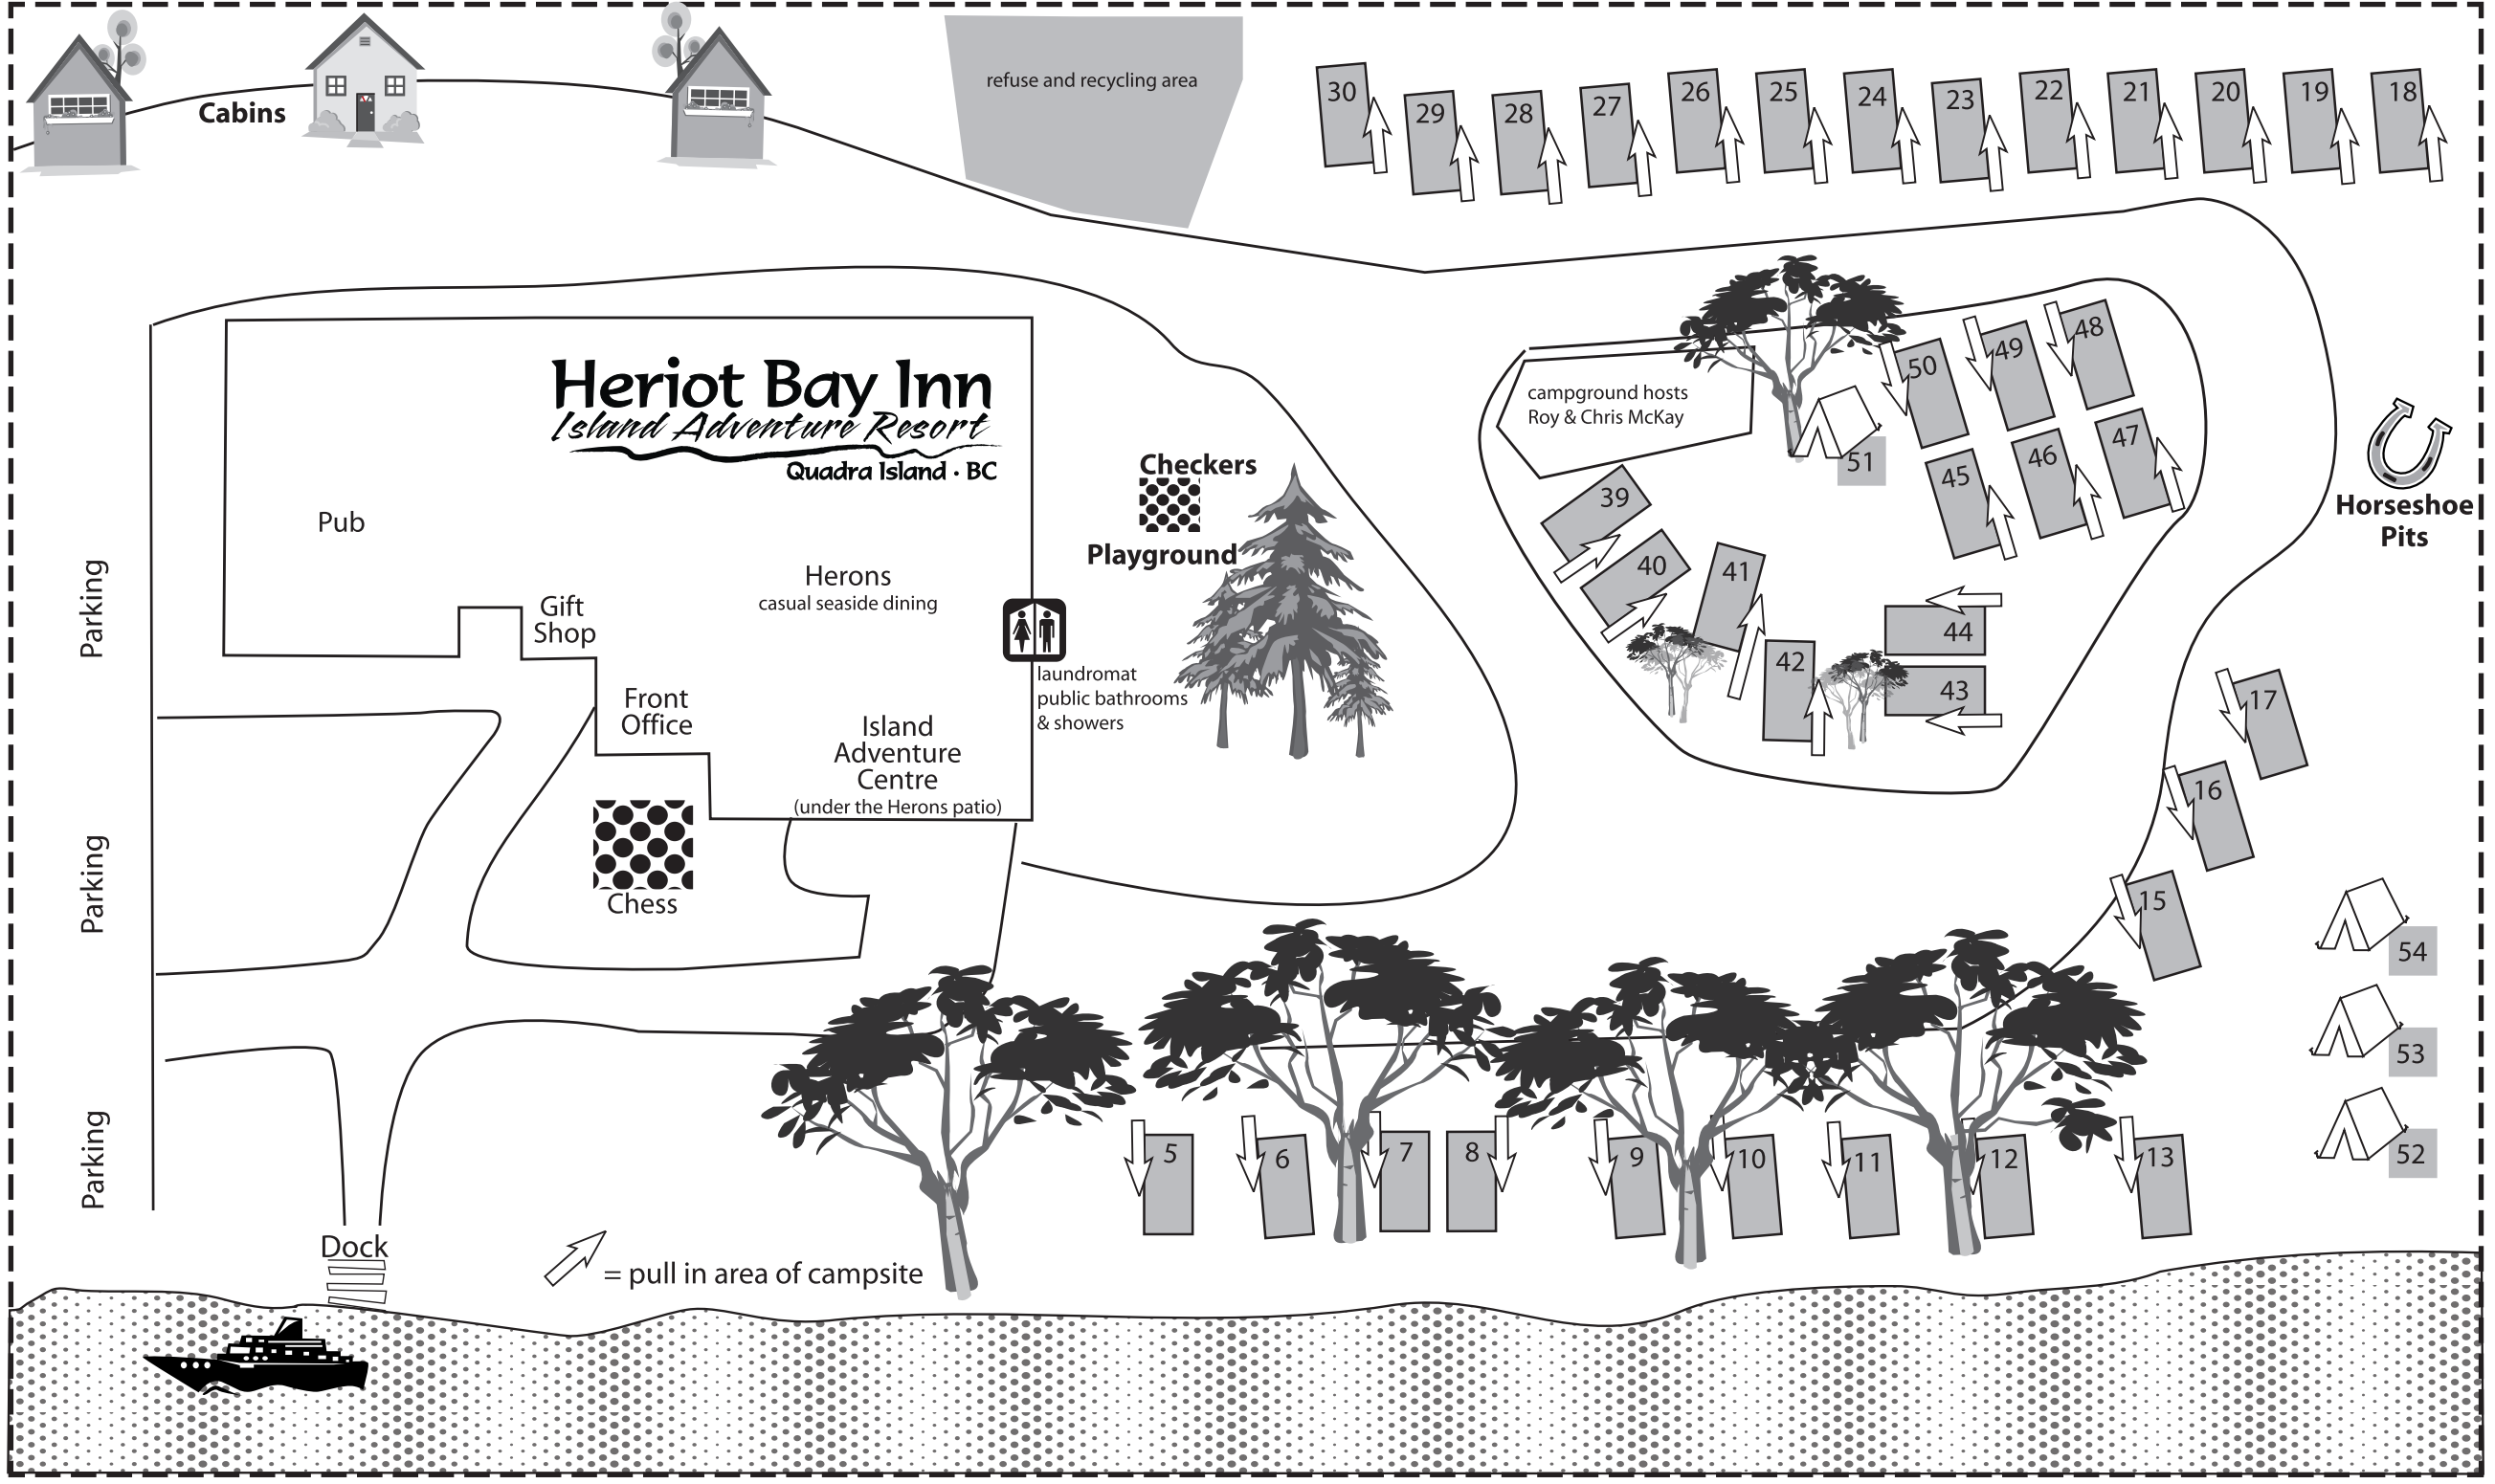 Cabins
refuse and recycling area
30
29
28
27
26
25
24
23
22
21
20
19
18
Heriot Bay Inn
Island Adventure Resort
Quadra Island · BC
Pub
Herons
casual seaside dining
Gift
Shop
Front
Office
Island
Adventure
Centre
(under the Herons patio)
Chess
Checkers
Playground
laundromat
public bathrooms
& showers
campground hosts
Roy & Chris McKay
51
50
49
48
45
46
47
39
40
41
42
44
43
Horseshoe
Pits
17
16
15
54
53
52
Parking
Parking
Parking
5
6
7
8
9
10
11
12
13
Dock
= pull in area of campsite